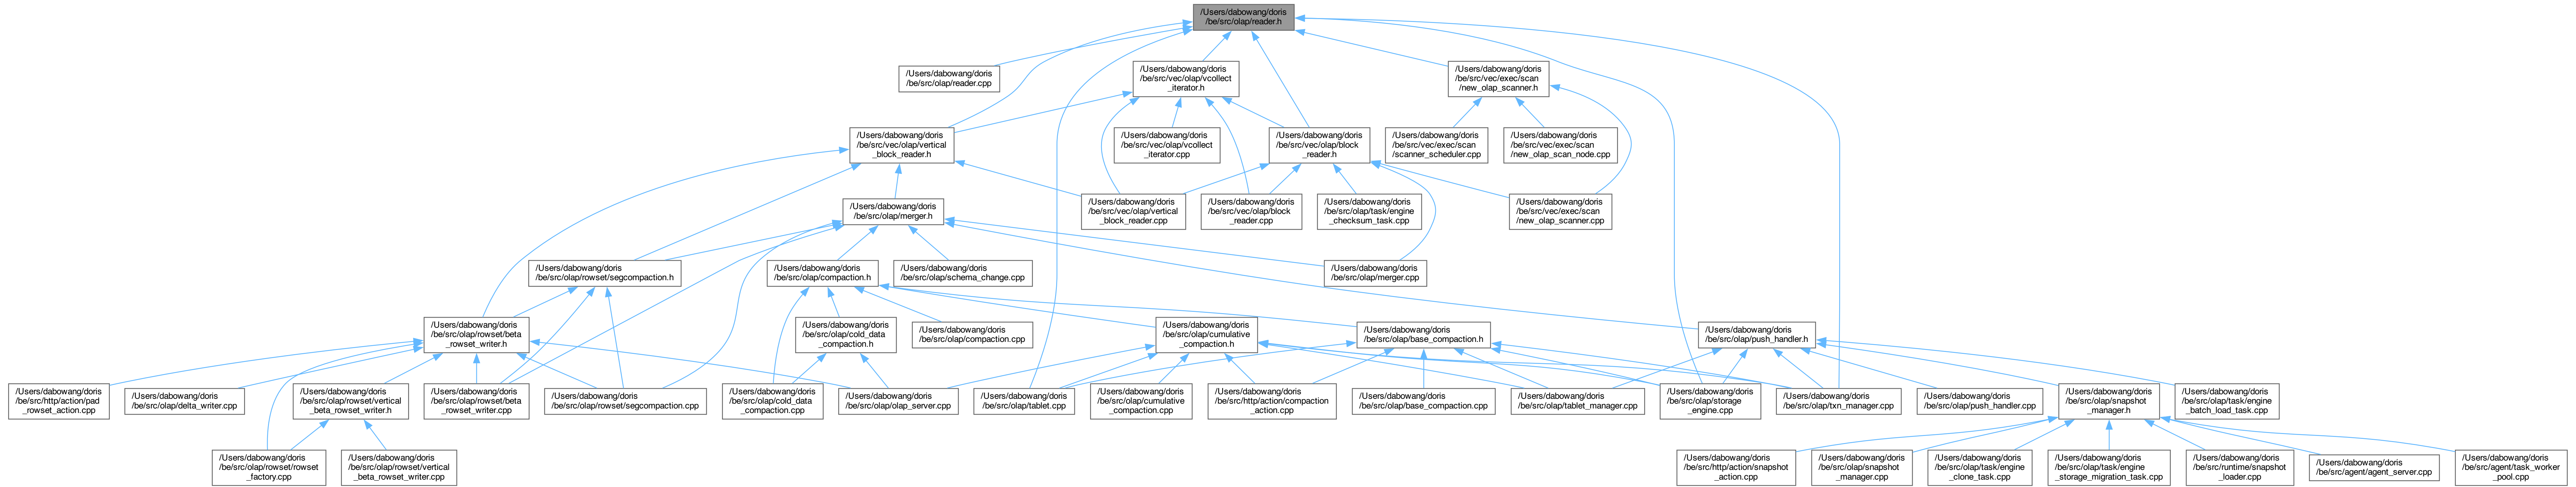 /Users/dabowang/doris
/be/src/olap/reader.h
/Users/dabowang/doris
/be/src/olap/reader.cpp
/Users/dabowang/doris
/be/src/vec/olap/vcollect
_iterator.h
/Users/dabowang/doris
/be/src/vec/exec/scan
/new_olap_scanner.h
/Users/dabowang/doris
/be/src/vec/olap/vertical
_block_reader.h
/Users/dabowang/doris
/be/src/vec/olap/vcollect
_iterator.cpp
/Users/dabowang/doris
/be/src/vec/olap/block
_reader.h
/Users/dabowang/doris
/be/src/vec/exec/scan
/scanner_scheduler.cpp
/Users/dabowang/doris
/be/src/vec/exec/scan
/new_olap_scan_node.cpp
/Users/dabowang/doris
/be/src/olap/merger.h
/Users/dabowang/doris
/be/src/vec/olap/vertical
_block_reader.cpp
/Users/dabowang/doris
/be/src/vec/olap/block
_reader.cpp
/Users/dabowang/doris
/be/src/olap/task/engine
_checksum_task.cpp
/Users/dabowang/doris
/be/src/vec/exec/scan
/new_olap_scanner.cpp
/Users/dabowang/doris
/be/src/olap/rowset/segcompaction.h
/Users/dabowang/doris
/be/src/olap/compaction.h
/Users/dabowang/doris
/be/src/olap/schema_change.cpp
/Users/dabowang/doris
/be/src/olap/merger.cpp
/Users/dabowang/doris
/be/src/olap/rowset/beta
_rowset_writer.h
/Users/dabowang/doris
/be/src/olap/cold_data
_compaction.h
/Users/dabowang/doris
/be/src/olap/compaction.cpp
/Users/dabowang/doris
/be/src/olap/cumulative
_compaction.h
/Users/dabowang/doris
/be/src/olap/base_compaction.h
/Users/dabowang/doris
/be/src/olap/push_handler.h
/Users/dabowang/doris
/be/src/http/action/pad
_rowset_action.cpp
/Users/dabowang/doris
/be/src/olap/delta_writer.cpp
/Users/dabowang/doris
/be/src/olap/rowset/vertical
_beta_rowset_writer.h
/Users/dabowang/doris
/be/src/olap/rowset/beta
_rowset_writer.cpp
/Users/dabowang/doris
/be/src/olap/rowset/segcompaction.cpp
/Users/dabowang/doris
/be/src/olap/cold_data
_compaction.cpp
/Users/dabowang/doris
/be/src/olap/olap_server.cpp
/Users/dabowang/doris
/be/src/olap/tablet.cpp
/Users/dabowang/doris
/be/src/olap/cumulative
_compaction.cpp
/Users/dabowang/doris
/be/src/http/action/compaction
_action.cpp
/Users/dabowang/doris
/be/src/olap/base_compaction.cpp
/Users/dabowang/doris
/be/src/olap/tablet_manager.cpp
/Users/dabowang/doris
/be/src/olap/storage
_engine.cpp
/Users/dabowang/doris
/be/src/olap/txn_manager.cpp
/Users/dabowang/doris
/be/src/olap/push_handler.cpp
/Users/dabowang/doris
/be/src/olap/snapshot
_manager.h
/Users/dabowang/doris
/be/src/olap/task/engine
_batch_load_task.cpp
/Users/dabowang/doris
/be/src/olap/rowset/rowset
_factory.cpp
/Users/dabowang/doris
/be/src/olap/rowset/vertical
_beta_rowset_writer.cpp
/Users/dabowang/doris
/be/src/http/action/snapshot
_action.cpp
/Users/dabowang/doris
/be/src/olap/snapshot
_manager.cpp
/Users/dabowang/doris
/be/src/olap/task/engine
_clone_task.cpp
/Users/dabowang/doris
/be/src/olap/task/engine
_storage_migration_task.cpp
/Users/dabowang/doris
/be/src/runtime/snapshot
_loader.cpp
/Users/dabowang/doris
/be/src/agent/agent_server.cpp
/Users/dabowang/doris
/be/src/agent/task_worker
_pool.cpp